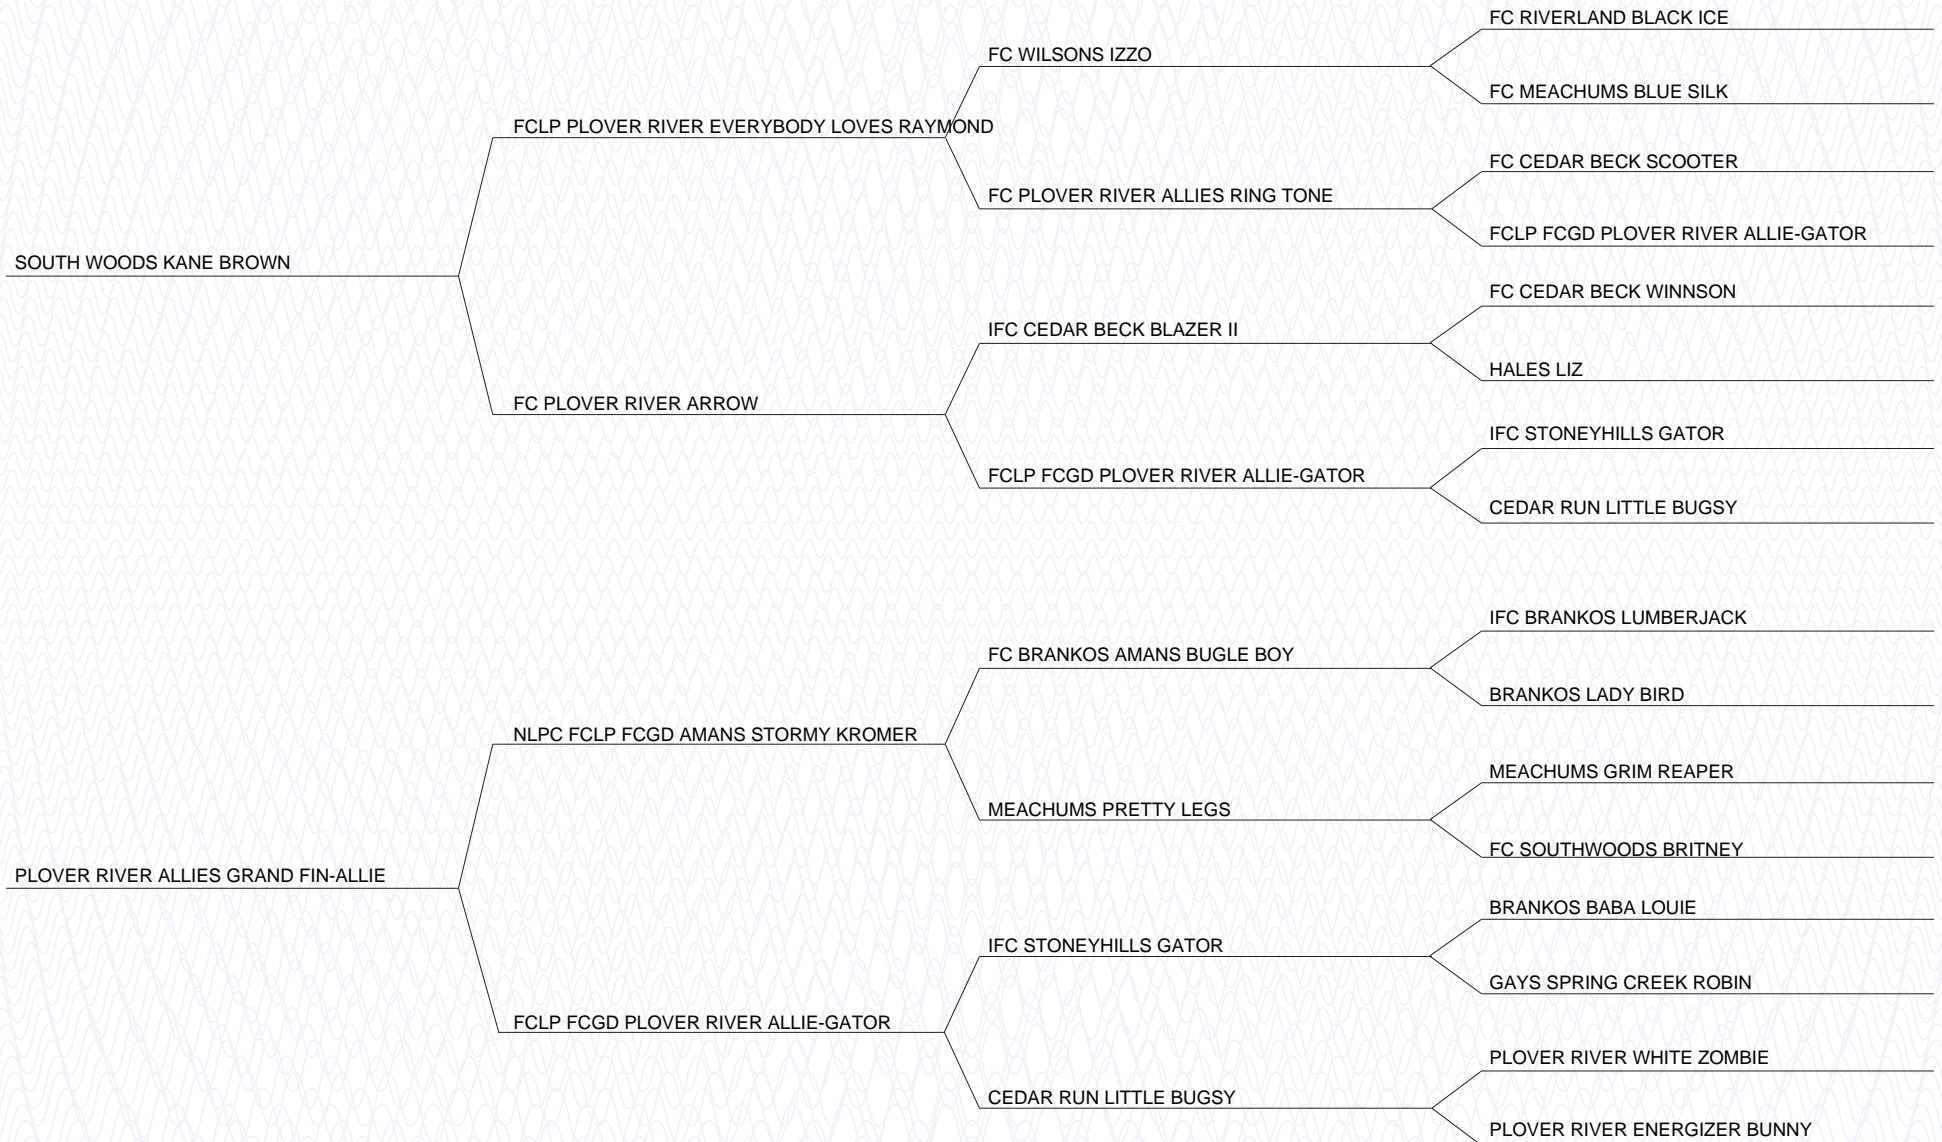 FC RIVERLAND BLACK ICE
FC WILSONS IZZO
FC MEACHUMS BLUE SILK
FCLP PLOVER RIVER EVERYBODY LOVES RAYMOND
FC CEDAR BECK SCOOTER
FC PLOVER RIVER ALLIES RING TONE
FCLP FCGD PLOVER RIVER ALLIE-GATOR
SOUTH WOODS KANE BROWN
FC CEDAR BECK WINNSON
IFC CEDAR BECK BLAZER II
HALES LIZ
FC PLOVER RIVER ARROW
IFC STONEYHILLS GATOR
FCLP FCGD PLOVER RIVER ALLIE-GATOR
CEDAR RUN LITTLE BUGSY
IFC BRANKOS LUMBERJACK
FC BRANKOS AMANS BUGLE BOY
BRANKOS LADY BIRD
NLPC FCLP FCGD AMANS STORMY KROMER
MEACHUMS GRIM REAPER
MEACHUMS PRETTY LEGS
FC SOUTHWOODS BRITNEY
PLOVER RIVER ALLIES GRAND FIN-ALLIE
BRANKOS BABA LOUIE
IFC STONEYHILLS GATOR
GAYS SPRING CREEK ROBIN
FCLP FCGD PLOVER RIVER ALLIE-GATOR
PLOVER RIVER WHITE ZOMBIE
CEDAR RUN LITTLE BUGSY
PLOVER RIVER ENERGIZER BUNNY